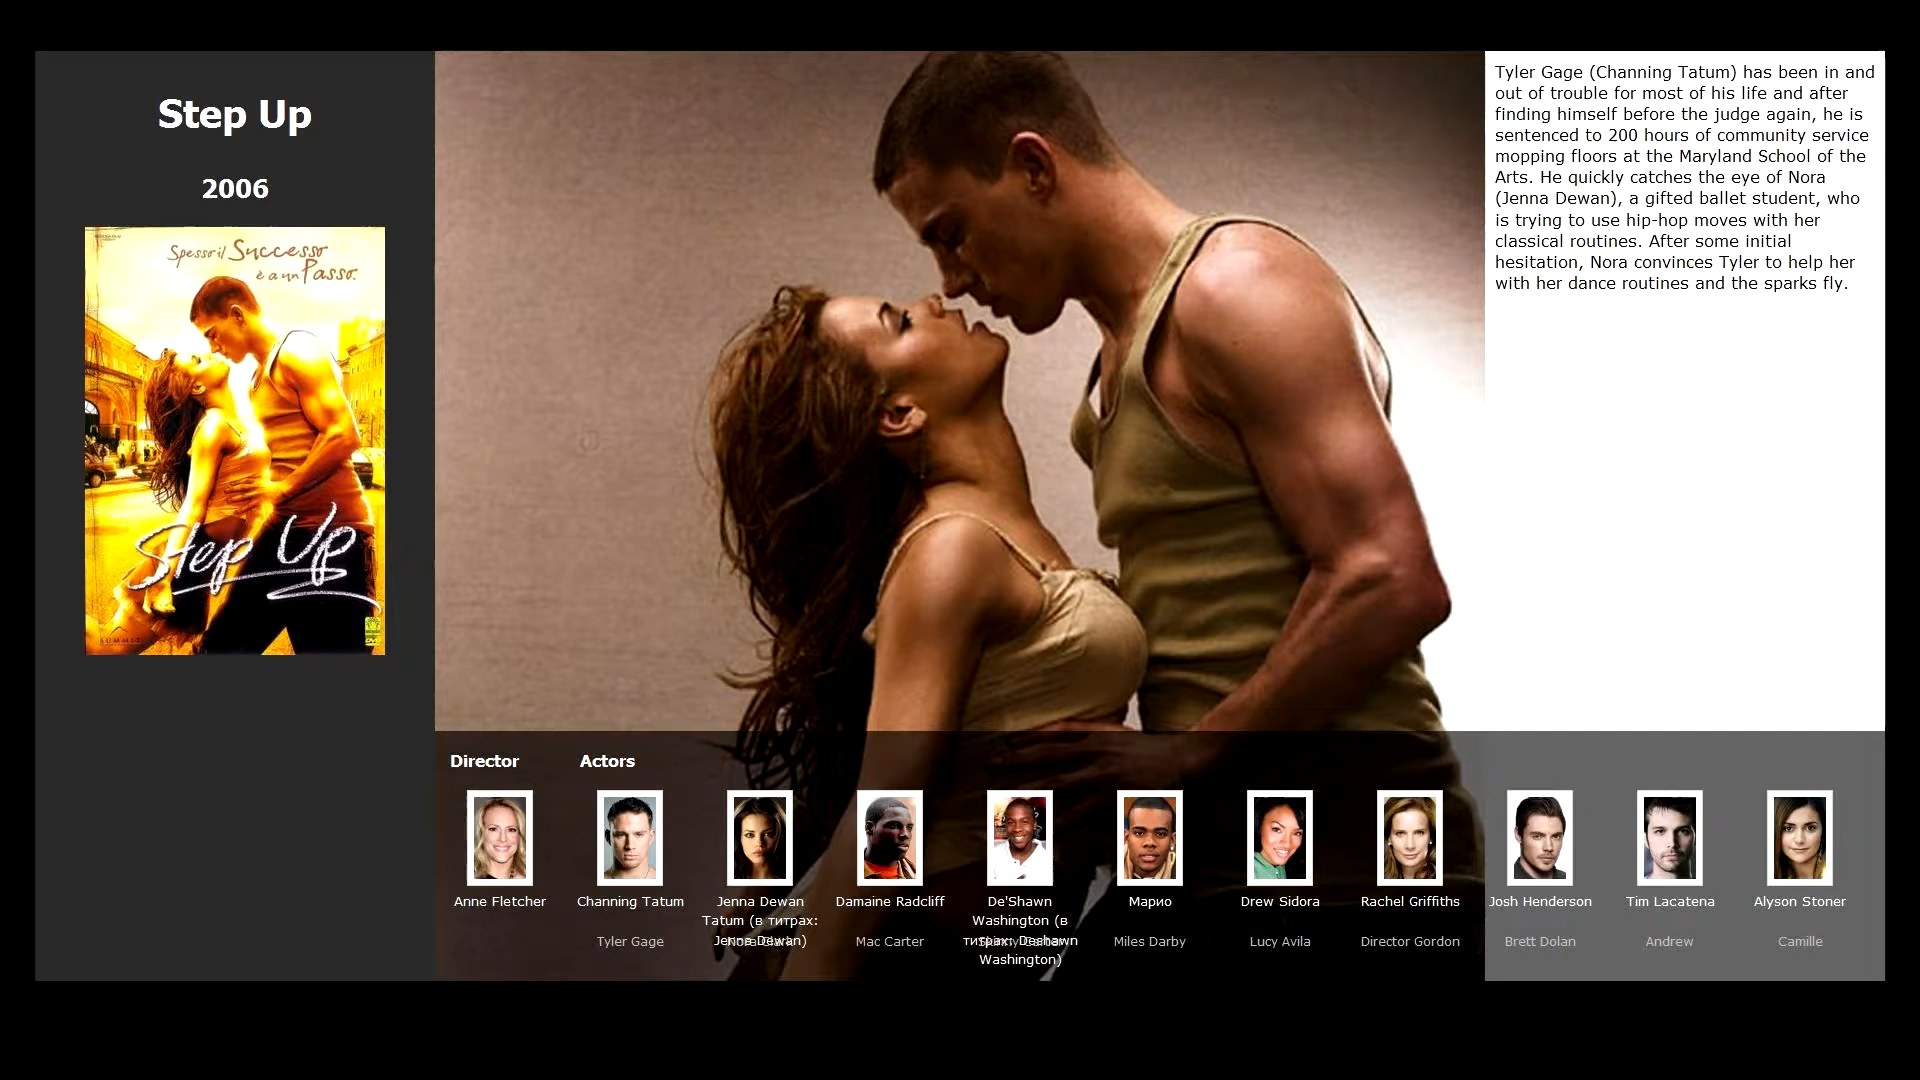 Step Up
2006
Spesso il Successo
è a un Passo.
Step Up
SUMMIT
DVD
Tyler Gage (Channing Tatum) has been in and
out of trouble for most of his life and after
finding himself before the judge again, he is
sentenced to 200 hours of community service
mopping floors at the Maryland School of the
Arts. He quickly catches the eye of Nora
(Jenna Dewan), a gifted ballet student, who
is trying to use hip-hop moves with her
classical routines. After some initial
hesitation, Nora convinces Tyler to help her
with her dance routines and the sparks fly.
Director
Actors
Anne Fletcher
Channing Tatum
Tyler Gage
Jenna Dewan
Tatum (в титрах:
Jenna Dewan)
Damaine Radcliff
Mac Carter
De'Shawn
Washington (в
титрах: Deshawn
Washington)
Марио
Miles Darby
Drew Sidora
Lucy Avila
Rachel Griffiths
Director Gordon
Josh Henderson
Brett Dolan
Tim Lacatena
Andrew
Alyson Stoner
Camille